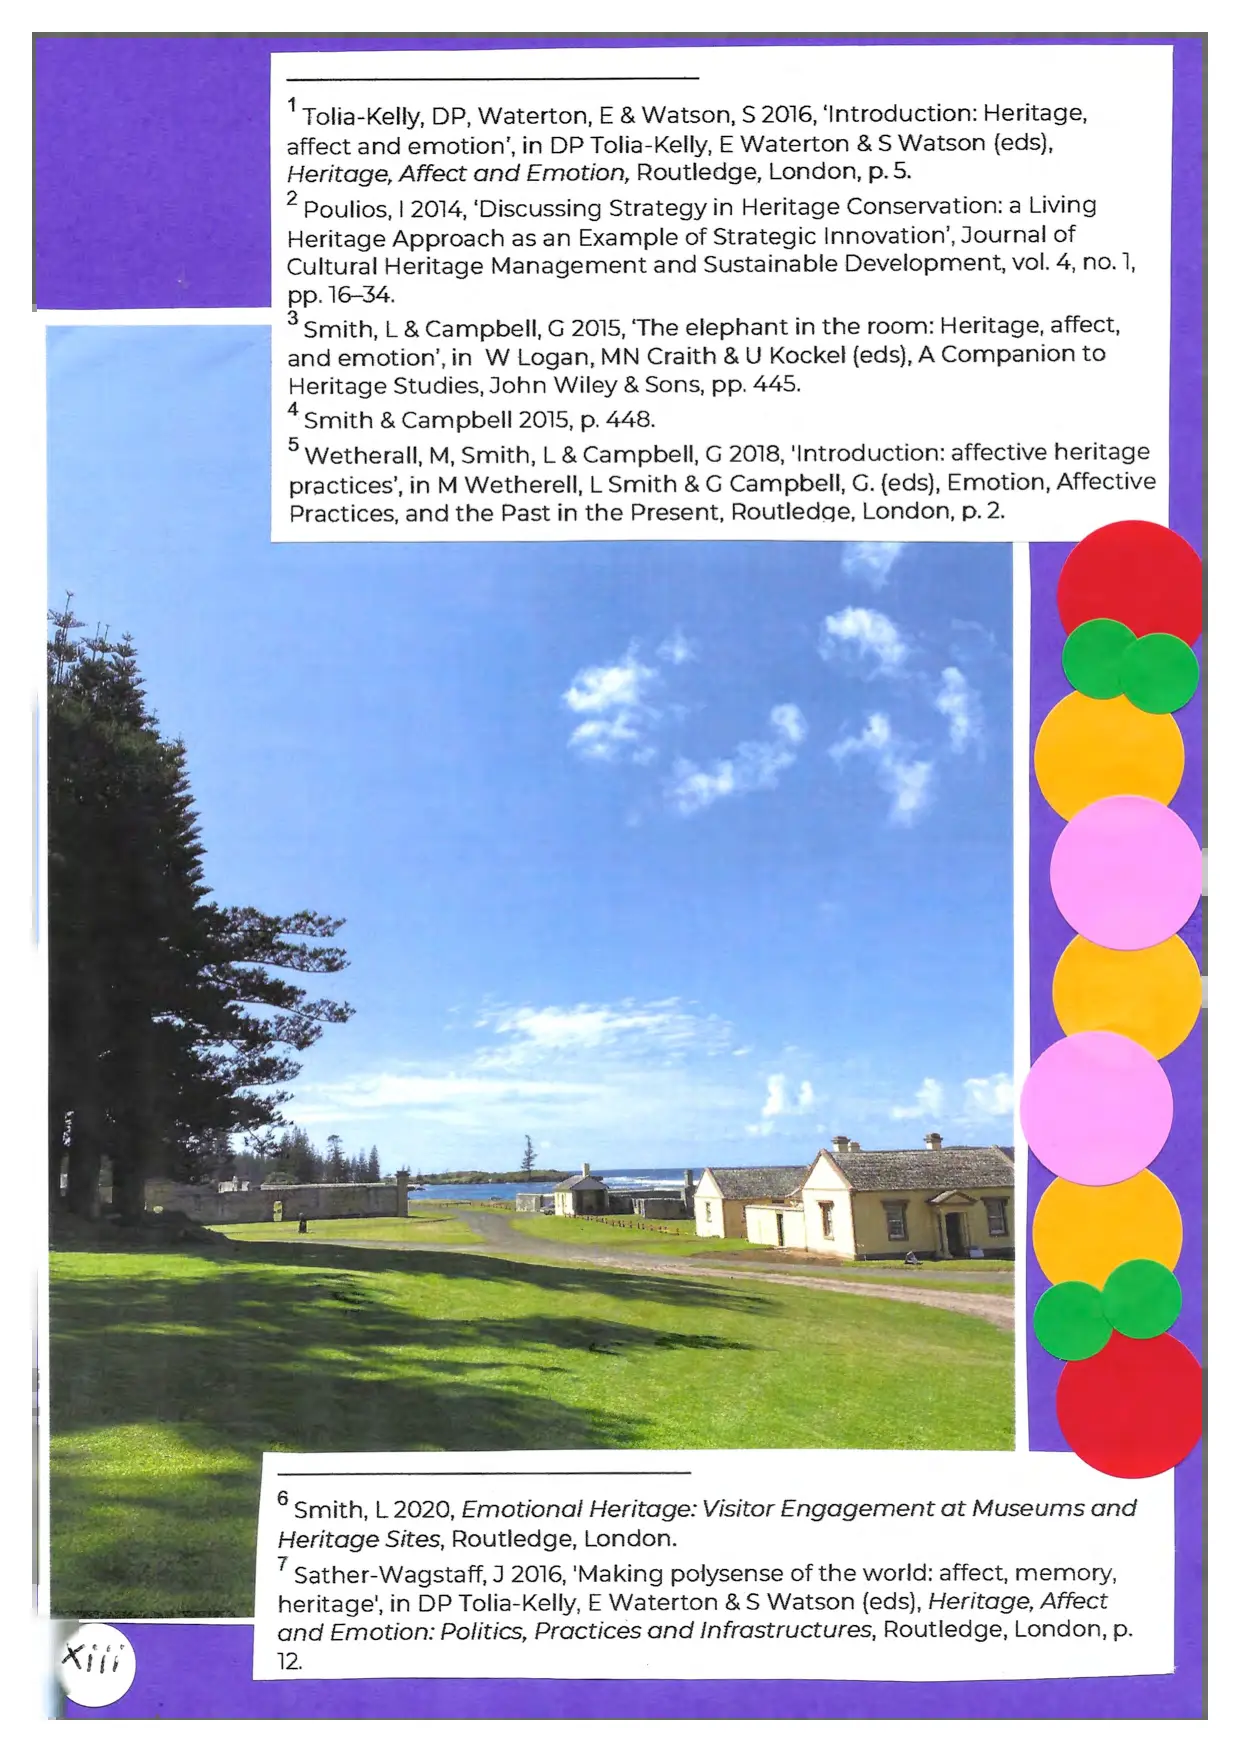 1 Tolia-Kelly, DP, Waterton, E & Watson, S 2016, ‘Introduction: Heritage,
affect and emotion’, in DP Tolia-Kelly, E Waterton & S Watson (eds),
Heritage, Affect and Emotion, Routledge, London, p. 5.
2 Poulios, I 2014, ‘Discussing Strategy in Heritage Conservation: a Living
Heritage Approach as an Example of Strategic Innovation’, Journal of
Cultural Heritage Management and Sustainable Development, vol. 4, no. 1,
pp. 16–34.
3 Smith, L & Campbell, G 2015, ‘The elephant in the room: Heritage, affect,
and emotion’, in W Logan, MN Craith & U Kockel (eds), A Companion to
Heritage Studies, John Wiley & Sons, pp. 445.
4 Smith & Campbell 2015, p. 448.
5 Wetherall, M, Smith, L & Campbell, G 2018, 'Introduction: affective heritage
practices’, in M Wetherell, L Smith & G Campbell, G. (eds), Emotion, Affective
Practices, and the Past in the Present, Routledge, London, p. 2.
6 Smith, L 2020, Emotional Heritage: Visitor Engagement at Museums and
Heritage Sites, Routledge, London.
7 Sather-Wagstaff, J 2016, 'Making polysense of the world: affect, memory,
heritage', in DP Tolia-Kelly, E Waterton & S Watson (eds), Heritage, Affect
and Emotion: Politics, Practices and Infrastructures, Routledge, London, p.
12.
xiii